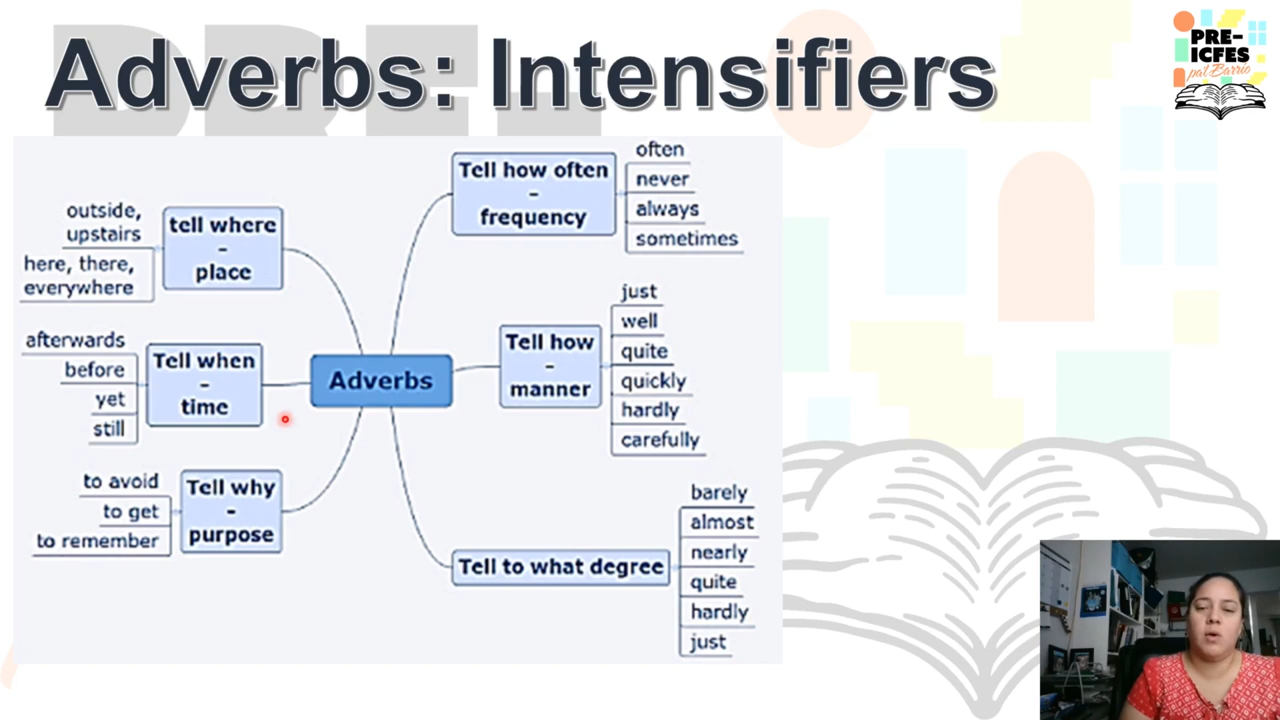 Adverbs: Intensifiers
PRE-
ICFES
pa'l Barrio
PRE
Tell how often
-
frequency
often
never
always
sometimes
outside,
upstairs
here, there,
everywhere
tell where
-
place
Tell how
-
manner
just
well
quite
quickly
hardly
carefully
afterwards
before
yet
still
Tell when
-
time
Adverbs
to avoid
to get
to remember
Tell why
-
purpose
Tell to what degree
barely
almost
nearly
quite
hardly
just